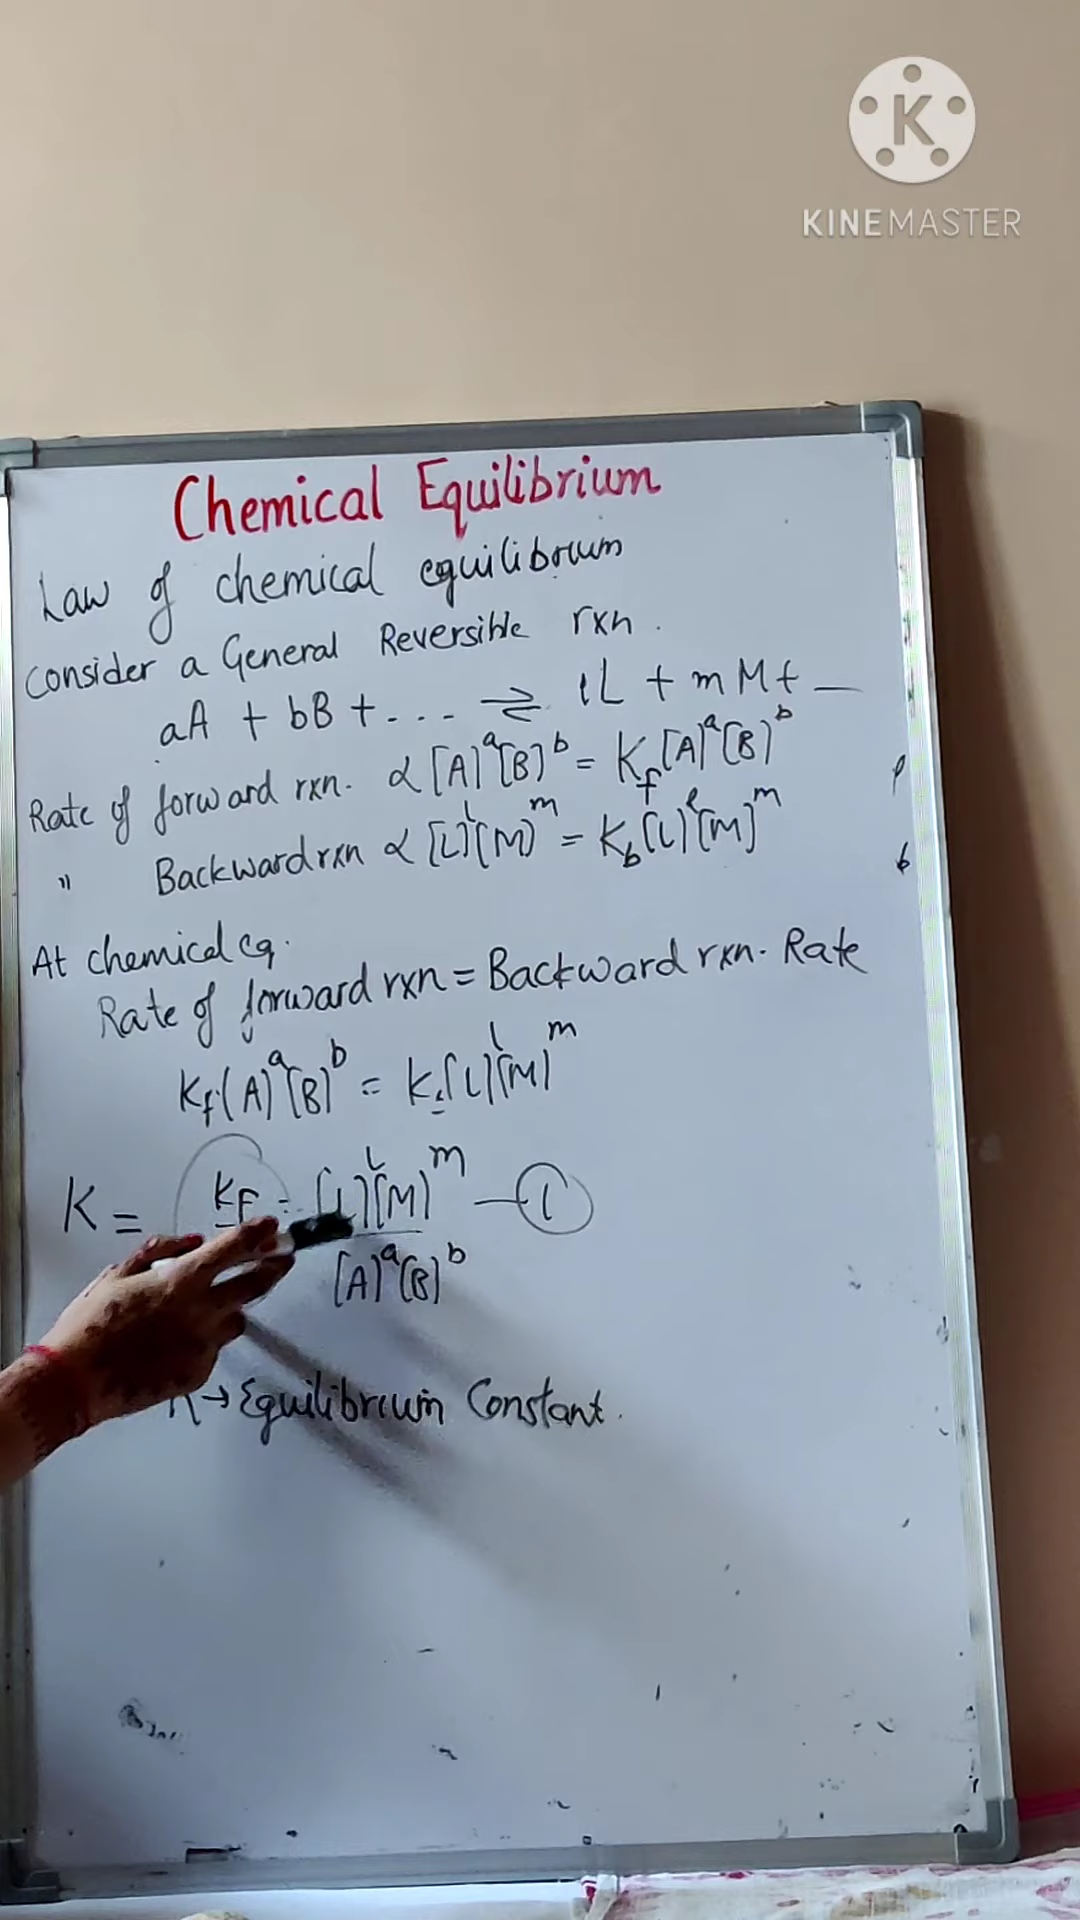 KINEMASTER
Chemical Equilibrium
Law of chemical equilibrium
Consider a General Reversible rxn.
aA + bB + .... ⇌ lL + mM + —
Rate of forward rxn. ∝ [A]^a [B]^b = K_f [A]^a [B]^b
" Backward rxn ∝ [L]^l [M]^m = K_b [L]^l [M]^m
At chemical eq.
Rate of forward rxn = Backward rxn. Rate
K_f (A)^a [B]^b = K [L]^l [M]^m
K = K_F = [L]^l [M]^m — 1
[A]^a [B]^b
→ Equilibrium Constant.